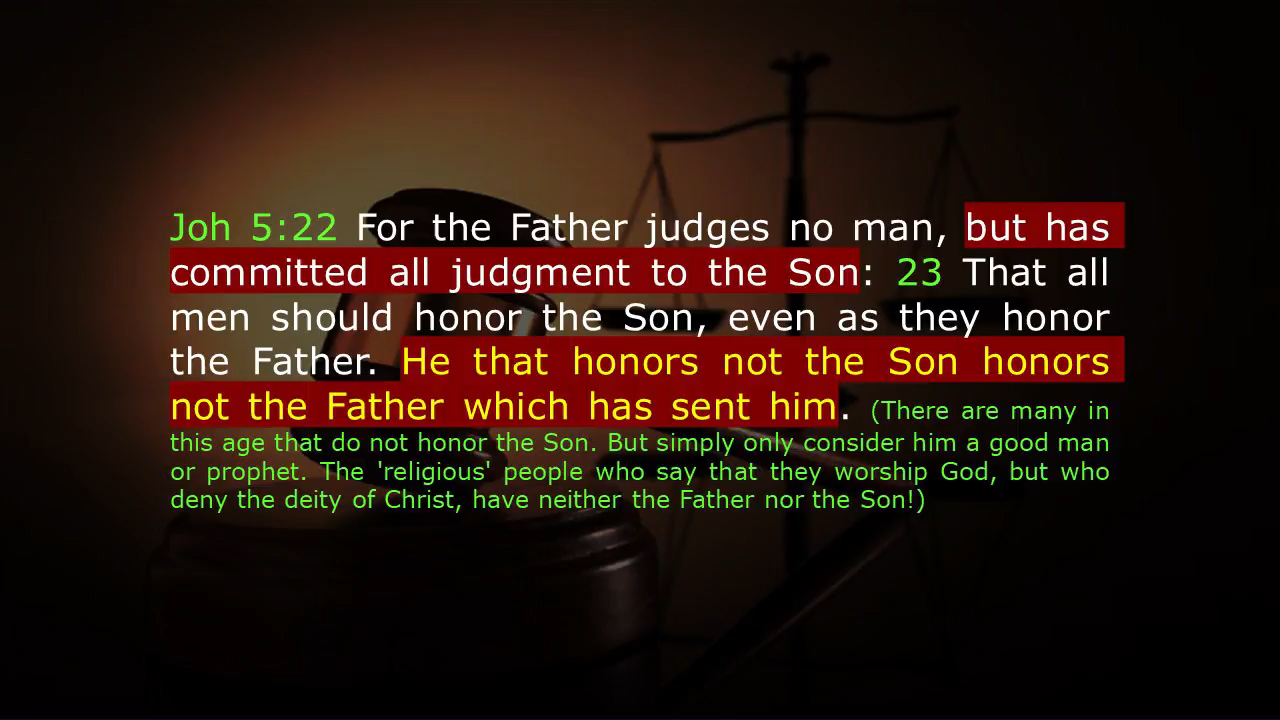 Joh 5:22 For the Father judges no man, but has
committed all judgment to the Son: 23 That all
men should honor the Son, even as they honor
the Father. He that honors not the Son honors
not the Father which has sent him. (There are many in
this age that do not honor the Son. But simply only consider him a good man
or prophet. The 'religious' people who say that they worship God, but who
deny the deity of Christ, have neither the Father nor the Son!)